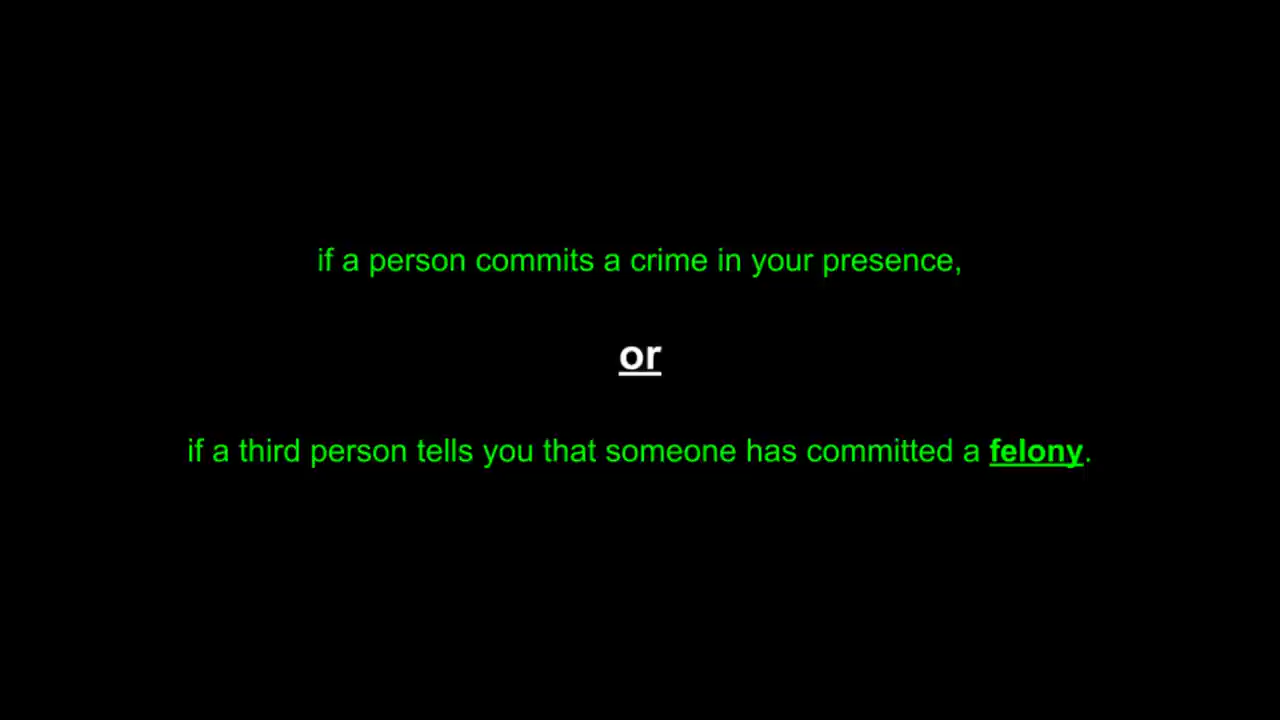 if a person commits a crime in your presence,
or
if a third person tells you that someone has committed a felony.